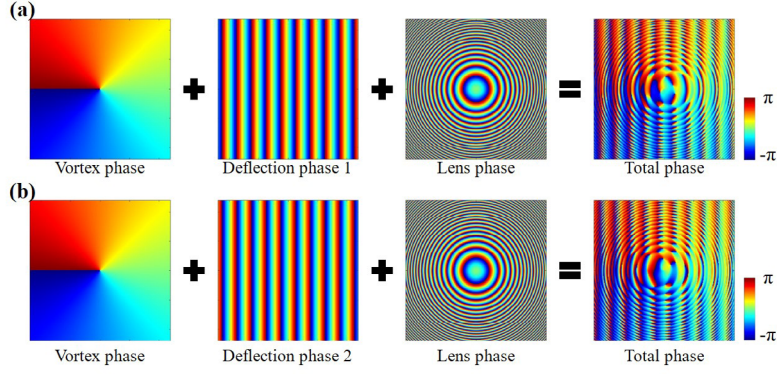 (a)
Vortex phase
Deflection phase 1
Lens phase
Total phase
π
-π
(b)
Vortex phase
Deflection phase 2
Lens phase
Total phase
π
-π